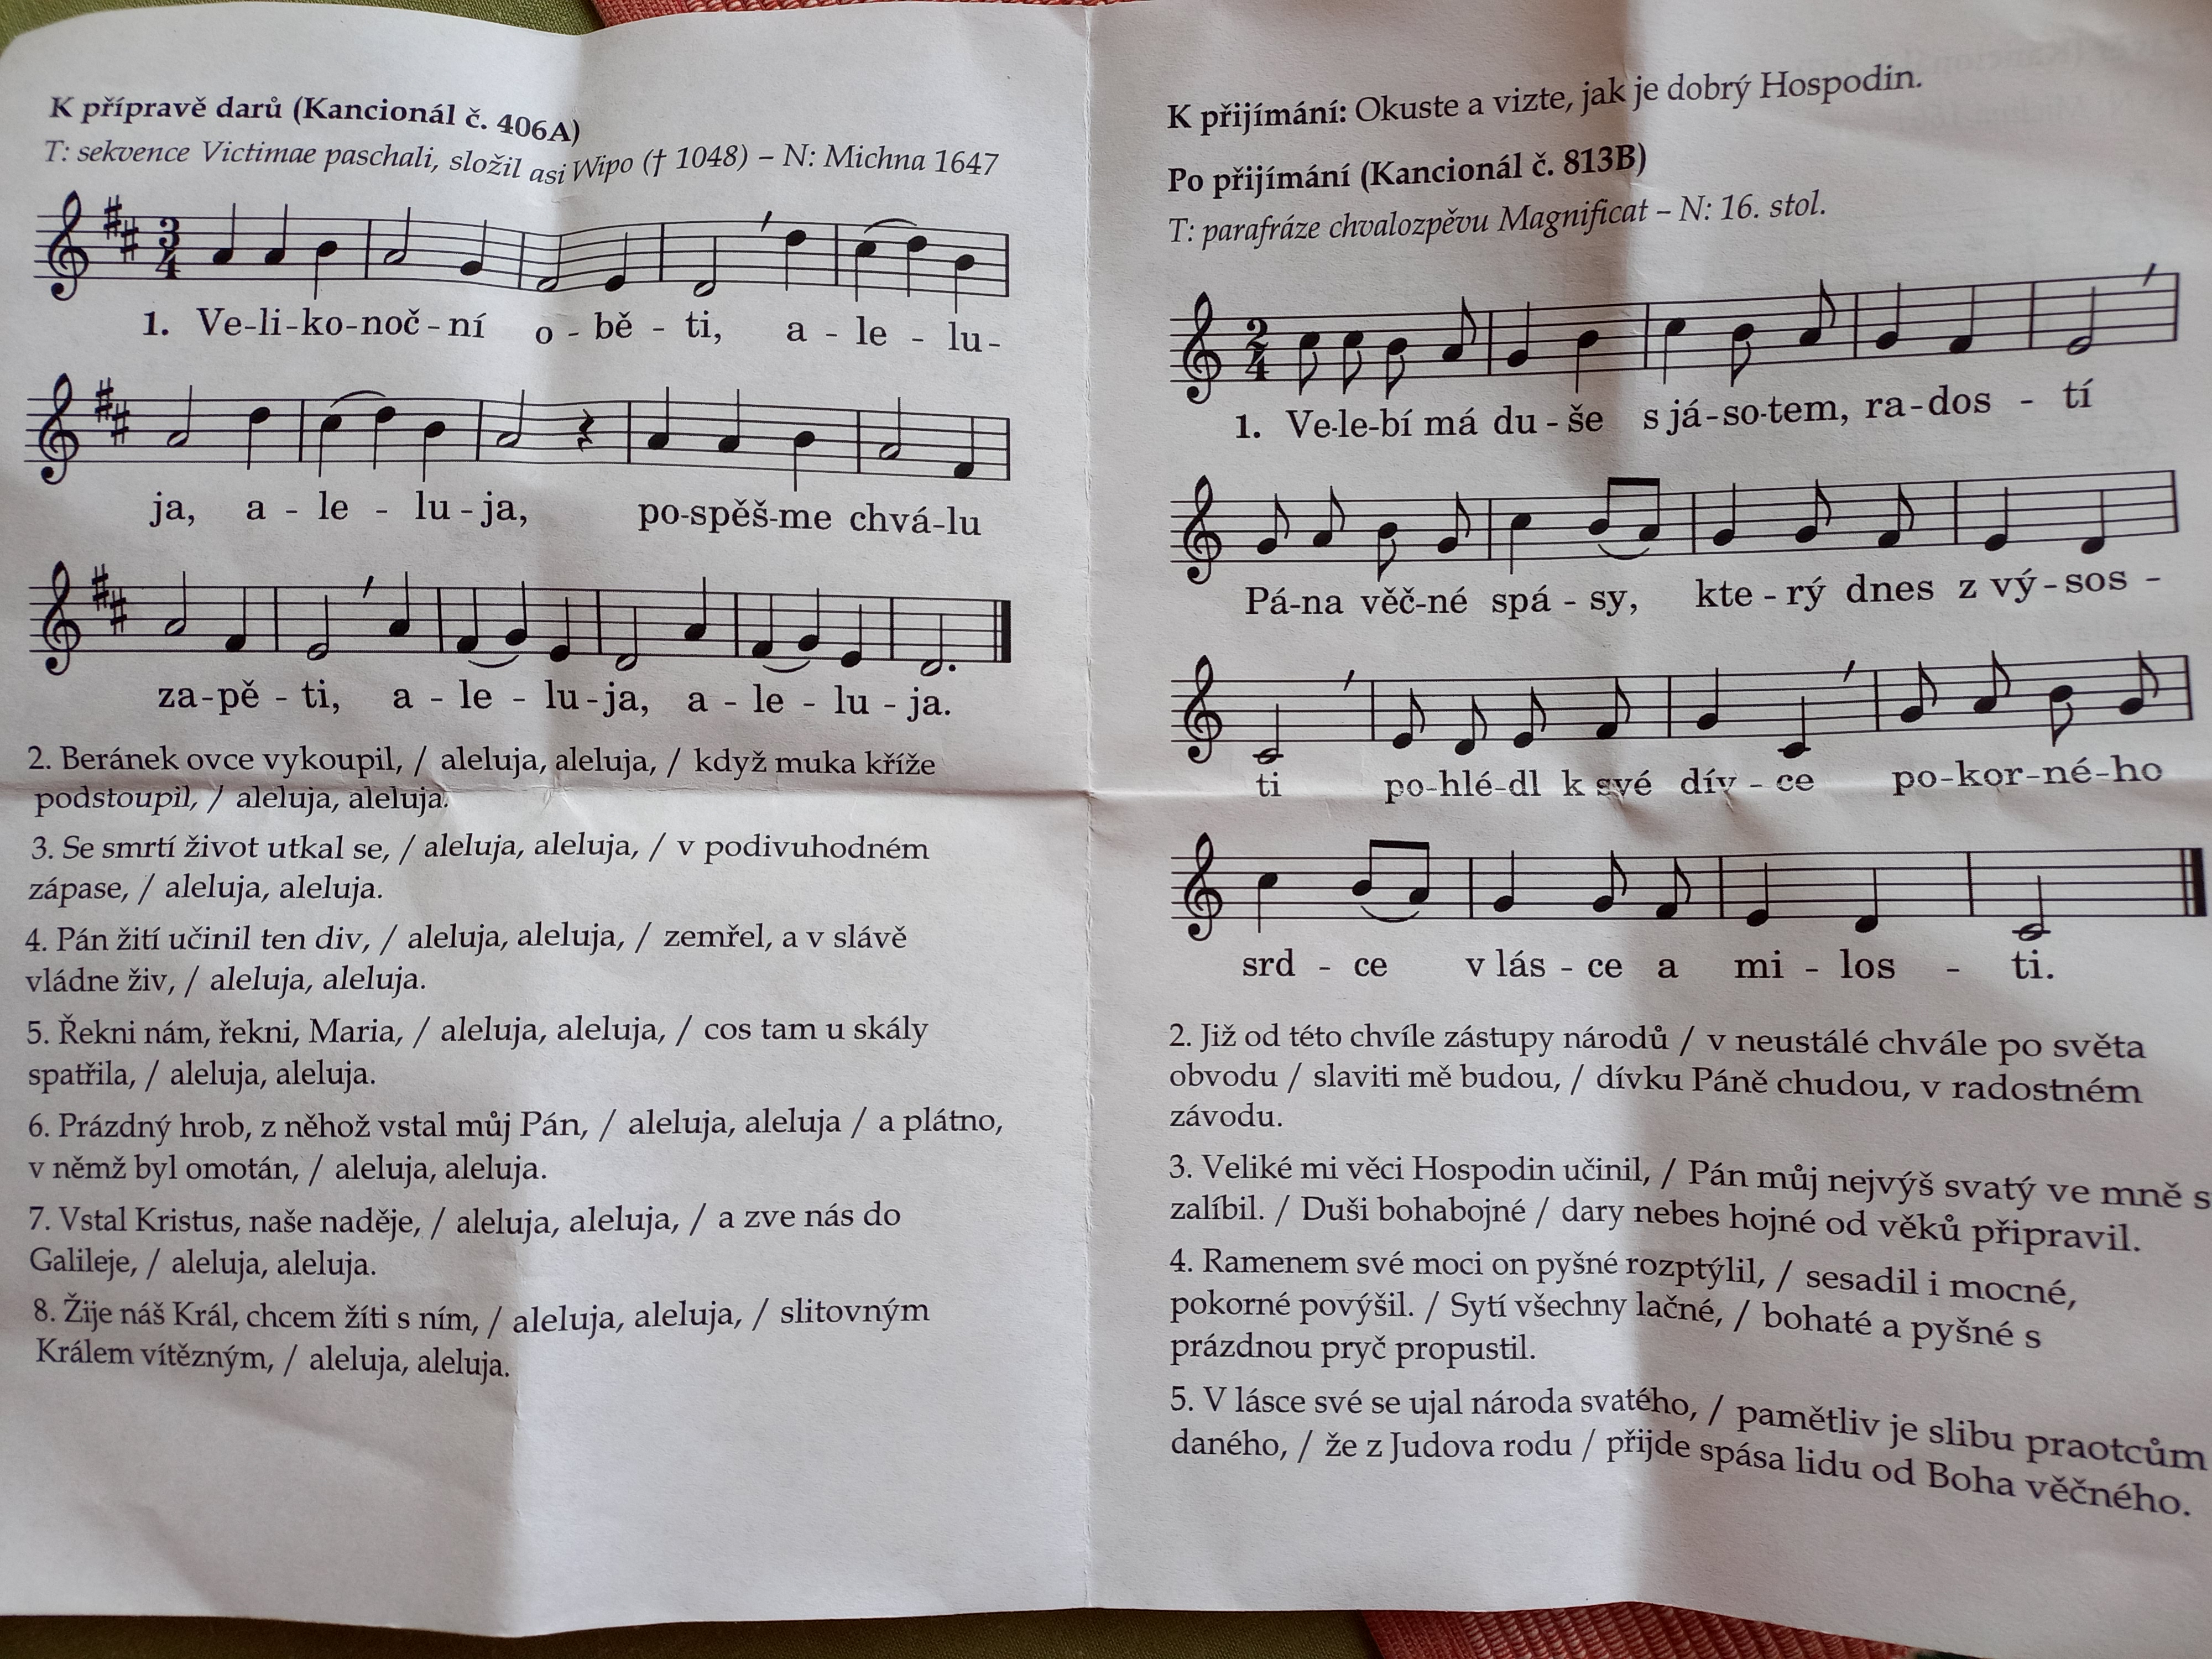 K přípravě darů (Kancionál č. 406A)
T: sekvence Victimae paschali, složil asi Wipo († 1048) – N: Michna 1647
3
4
1. Ve-li-ko-noč-ní o - bě - ti, a - le - lu-
ja, a - le - lu-ja, po-spěš-me chvá-lu
za-pě - ti, a - le - lu-ja, a - le - lu - ja.
2. Beránek ovce vykoupil, / aleluja, aleluja, / když muka kříže
podstoupil, / aleluja, aleluja.
3. Se smrtí život utkal se, / aleluja, aleluja, / v podivuhodném
zápase, / aleluja, aleluja.
4. Pán žití učinil ten div, / aleluja, aleluja, / zemřel, a v slávě
vládne živ, / aleluja, aleluja.
5. Řekni nám, řekni, Maria, / aleluja, aleluja, / cos tam u skály
spatřila, / aleluja, aleluja.
6. Prázdný hrob, z něhož vstal můj Pán, / aleluja, aleluja / a plátno,
v němž byl omotán, / aleluja, aleluja.
7. Vstal Kristus, naše naděje, / aleluja, aleluja, / a zve nás do
Galileje, / aleluja, aleluja.
8. Žije náš Král, chcem žíti s ním, / aleluja, aleluja, / slitovným
Králem vítězným, / aleluja, aleluja.
K přijímání: Okuste a vizte, jak je dobrý Hospodin.
Po přijímání (Kancionál č. 813B)
T: parafráze chvalozpěvu Magnificat – N: 16. stol.
2
4
1. Ve-le-bí má du - še s já-so-tem, ra-dos - tí
Pá-na věč-né spá - sy, kte - rý dnes z vý - sos -
ti po-hlé-dl k své dív - ce po-kor-né-ho
srd - ce v lás - ce a mi - los - ti.
2. Již od této chvíle zástupy národů / v neustálé chvále po světa
obvodu / slaviti mě budou, / dívku Páně chudou, v radostném
závodu.
3. Veliké mi věci Hospodin učinil, / Pán můj nejvýš svatý ve mně s
zalíbil. / Duši bohabojné / dary nebes hojné od věků připravil.
4. Ramenem své moci on pyšné rozptýlil, / sesadil i mocné,
pokorné povýšil. / Sytí všechny lačné, / bohaté a pyšné s
prázdnou pryč propustil.
5. V lásce své se ujal národa svatého, / pamětliv je slibu praotcům
daného, / že z Judova rodu / přijde spása lidu od Boha věčného.